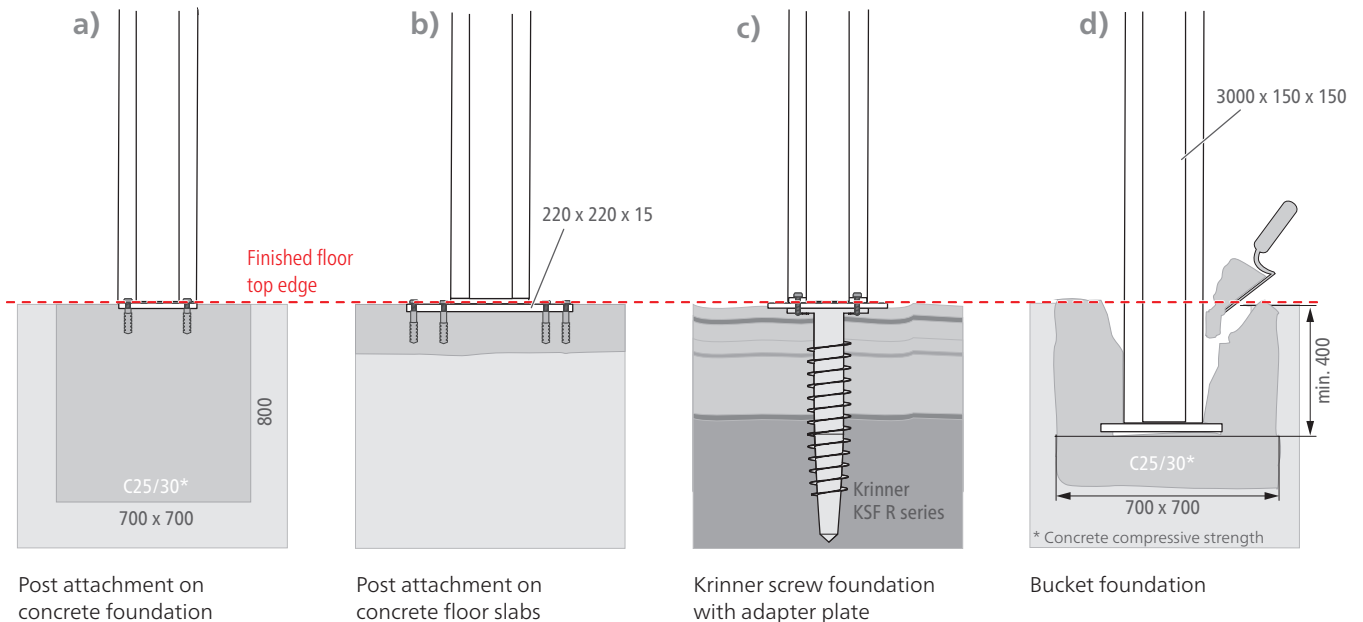 a)
b)
c)
d)
3000 x 150 x 150
220 x 220 x 15
Finished floor
top edge
800
min. 400
C25/30*
700 x 700
Krinner
KSF R series
C25/30*
700 x 700
* Concrete compressive strength
Post attachment on
concrete foundation
Post attachment on
concrete floor slabs
Krinner screw foundation
with adapter plate
Bucket foundation